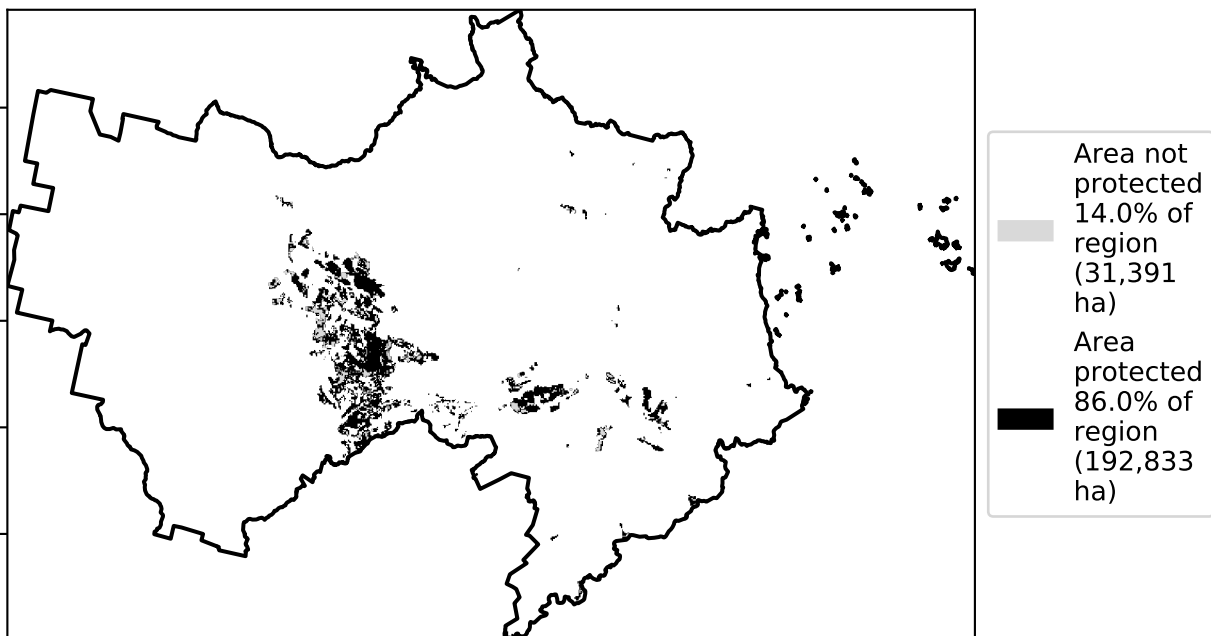 Area not
protected
14.0% of
region
(31,391
ha)
Area
protected
86.0% of
region
(192,833
ha)